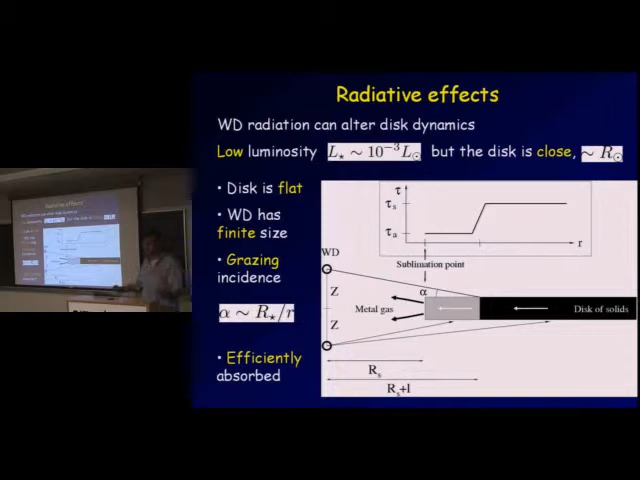 Radiative effects
WD radiation can alter disk dynamics
Low luminosity L⋆ ∼ 10⁻³L⊙ but the disk is close, ∼ R⊙
• Disk is flat
• WD has
finite size
• Grazing
incidence
α ∼ R⋆/r
• Efficiently
absorbed
τ
τs
τa
r
Sublimation point
WD
Z
α
Metal gas
Disk of solids
Z
Rs
Rs+l